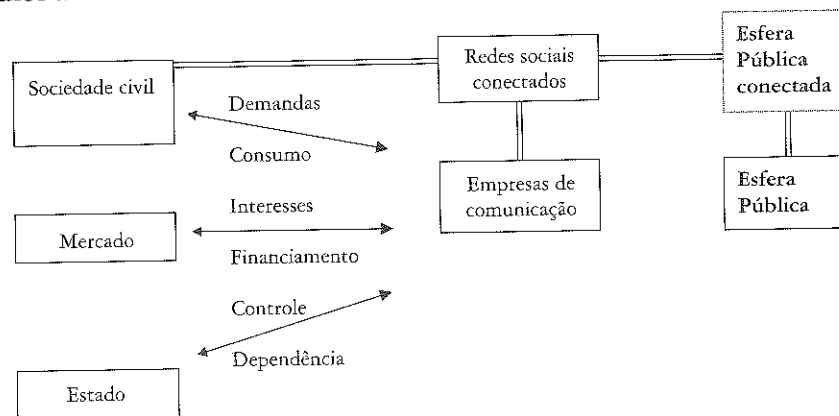 Sociedade civil
Demandas
Consumo
Redes sociais
conectados
Esfera
Pública
conectada
Mercado
Interesses
Financiamento
Empresas de
comunicação
Esfera
Pública
Controle
Dependência
Estado